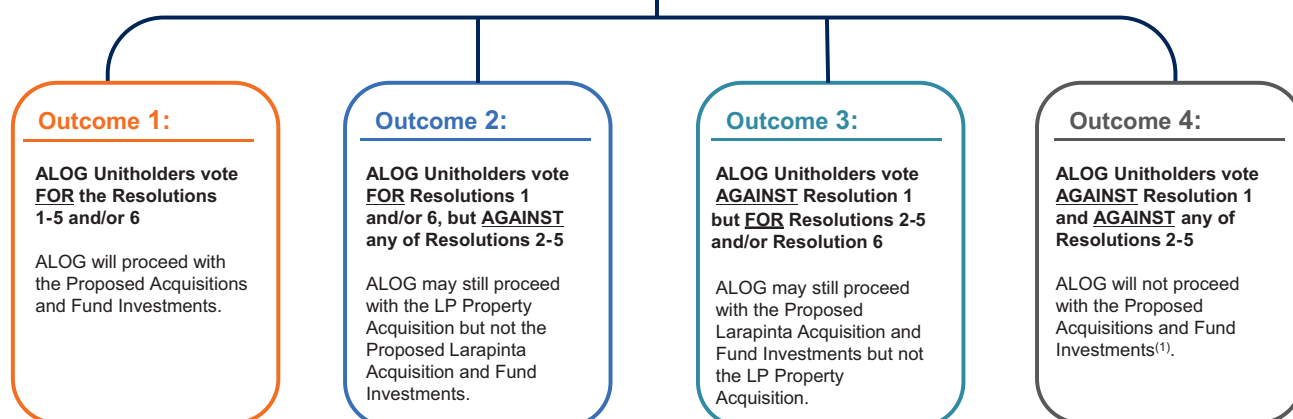 Outcome 1:
ALOG Unitholders vote
FOR the Resolutions
1-5 and/or 6
ALOG will proceed with
the Proposed Acquisitions
and Fund Investments.
Outcome 2:
ALOG Unitholders vote
FOR Resolutions 1
and/or 6, but AGAINST
any of Resolutions 2-5
ALOG may still proceed
with the LP Property
Acquisition but not the
Proposed Larapinta
Acquisition and Fund
Investments.
Outcome 3:
ALOG Unitholders vote
AGAINST Resolution 1
but FOR Resolutions 2-5
and/or Resolution 6
ALOG may still proceed
with the Proposed
Larapinta Acquisition and
Fund Investments but not
the LP Property
Acquisition.
Outcome 4:
ALOG Unitholders vote
AGAINST Resolution 1
and AGAINST any of
Resolutions 2-5
ALOG will not proceed
with the Proposed
Acquisitions and Fund
Investments(1).